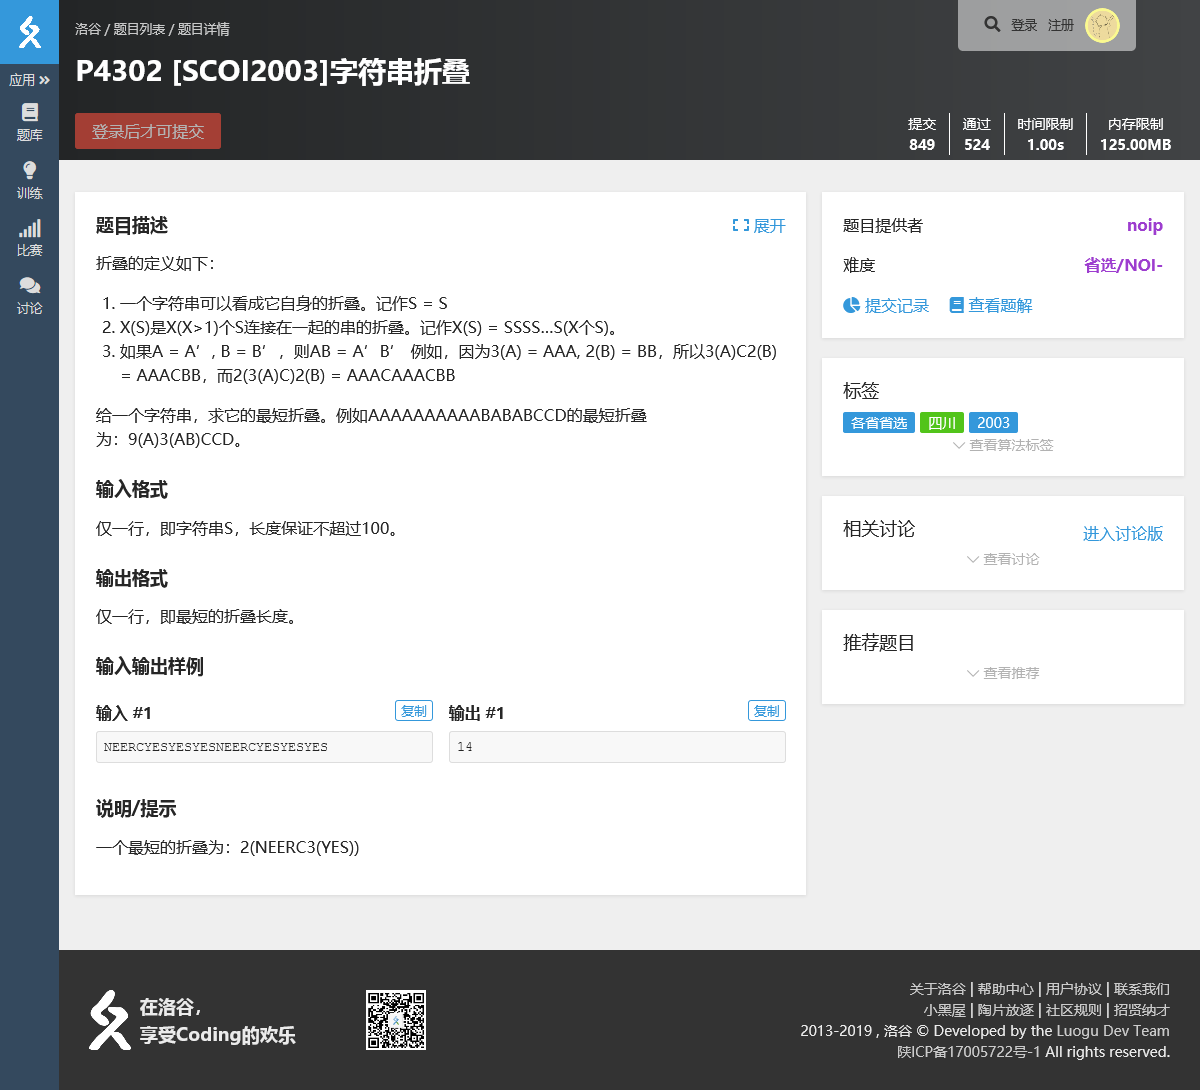 洛谷 / 题目列表 / 题目详情
登录 注册
P4302 [SCOI2003]字符串折叠
应用
题库
训练
比赛
讨论
登录后才可提交
提交 849
通过 524
时间限制 1.00s
内存限制 125.00MB
题目描述
展开
折叠的定义如下：
1. 一个字符串可以看成它自身的折叠。记作S = S
2. X(S)是X(X>1)个S连接在一起的串的折叠。记作X(S) = SSSS…S(X个S)。
3. 如果A = A’, B = B’，则AB = A’B’ 例如，因为3(A) = AAA, 2(B) = BB，所以3(A)C2(B)
= AAACBB，而2(3(A)C)2(B) = AAACAAACBB
给一个字符串，求它的最短折叠。例如AAAAAAAAAABABABCCD的最短折叠
为：9(A)3(AB)CCD。
输入格式
仅一行，即字符串S，长度保证不超过100。
输出格式
仅一行，即最短的折叠长度。
输入输出样例
输入 #1
复制
NEERCYESYESYESNEERCYESYESYES
输出 #1
复制
14
说明/提示
一个最短的折叠为：2(NEERC3(YES))
题目提供者 noip
难度 省选/NOI-
提交记录 查看题解
标签
各省省选 四川 2003
查看算法标签
相关讨论 进入讨论版
查看讨论
推荐题目
查看推荐
在洛谷，
享受Coding的欢乐
关于洛谷 | 帮助中心 | 用户协议 | 联系我们
小黑屋 | 陶片放逐 | 社区规则 | 招贤纳才
2013-2019 , 洛谷 © Developed by the Luogu Dev Team
陕ICP备17005722号-1 All rights reserved.